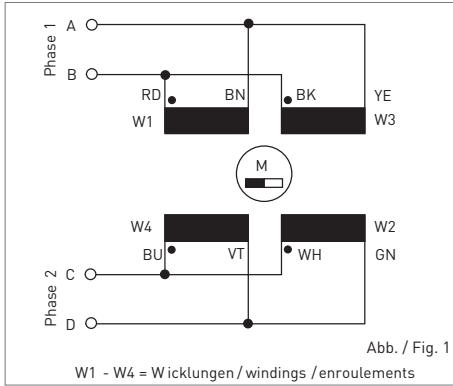 Phase 1
A
B
RD
BN
BK
YE
W1
W3
M
W4
W2
BU
VT
WH
GN
Phase 2
C
D
Abb. / Fig. 1
W1 - W4 = Wicklungen / windings / enroulements